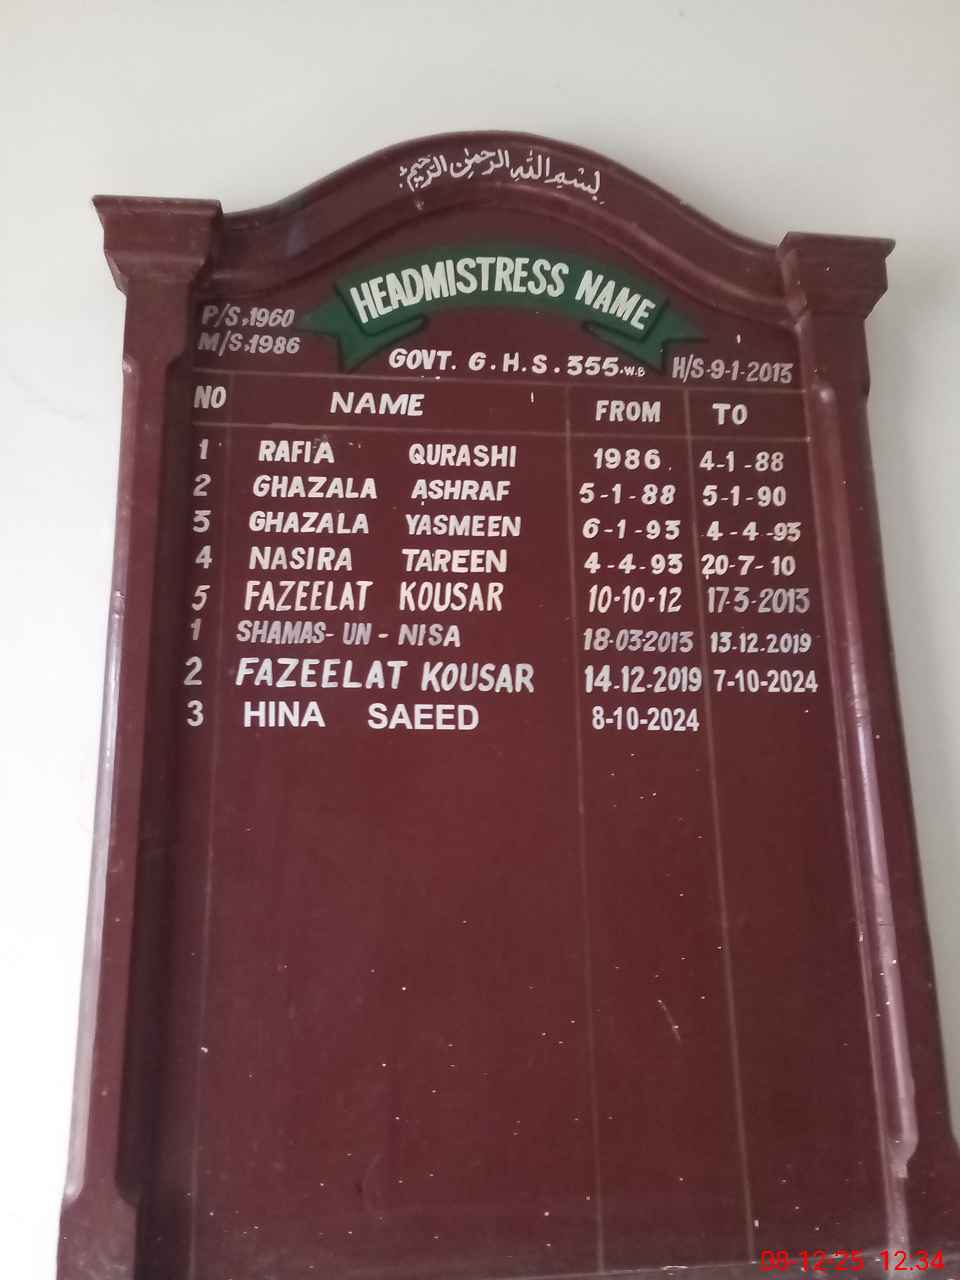 بِسْمِ اللهِ الرَّحْمٰنِ الرَّحِيْمِ
HEADMISTRESS NAME
P/S.1960
M/S.1986
GOVT. G.H.S. 355.W.B H/S-9-1-2013
NO NAME FROM TO
1 RAFIA QURASHI 1986. 4-1-88
2 GHAZALA ASHRAF 5-1-88 5-1-90
3 GHAZALA YASMEEN 6-1-93 4-4-93
4 NASIRA TAREEN 4-4-93 20-7-10
5 FAZEELAT KOUSAR 10-10-12 17-3-2013
1 SHAMAS-UN-NISA 18-03-2013 13.12.2019
2 FAZEELAT KOUSAR 14.12.2019 7-10-2024
3 HINA SAEED 8-10-2024
08-12-25 12.34